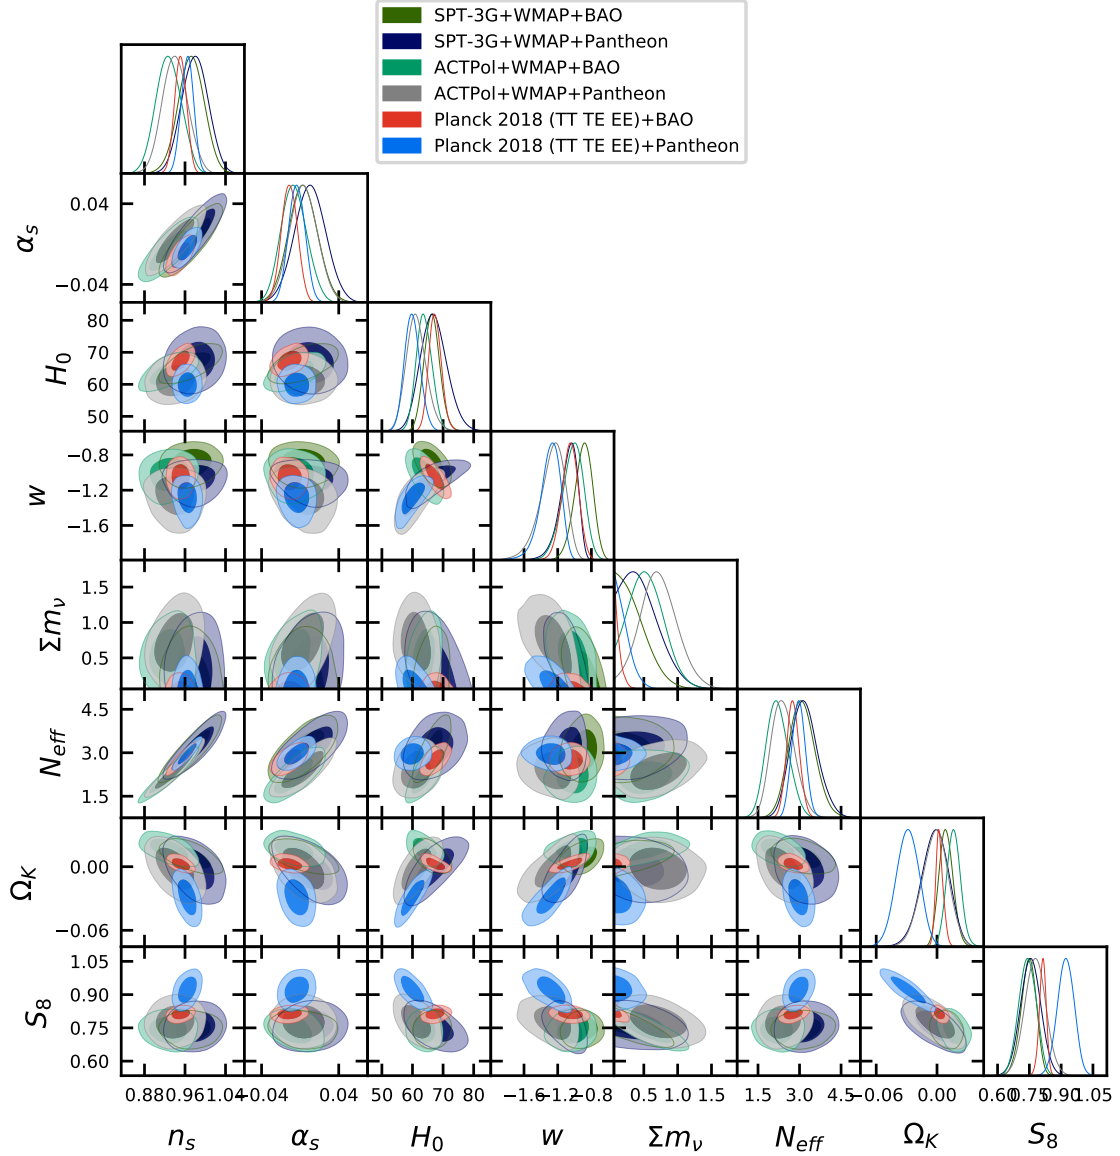 SPT-3G+WMAP+BAO
SPT-3G+WMAP+Pantheon
ACTPol+WMAP+BAO
ACTPol+WMAP+Pantheon
Planck 2018 (TT TE EE)+BAO
Planck 2018 (TT TE EE)+Pantheon
0.04
−0.04
α_s
80
70
60
50
H_0
−0.8
−1.2
−1.6
w
1.5
1.0
0.5
Σm_ν
4.5
3.0
1.5
N_eff
0.00
−0.06
Ω_K
1.05
0.90
0.75
0.60
S_8
0.88 0.96 1.04 −0.04 0.04 50 60 70 80 −1.6 −1.2 −0.8 0.5 1.0 1.5 1.5 3.0 4.5 −0.06 0.00 0.60 0.75 0.90 1.05
n_s α_s H_0 w Σm_ν N_eff Ω_K S_8